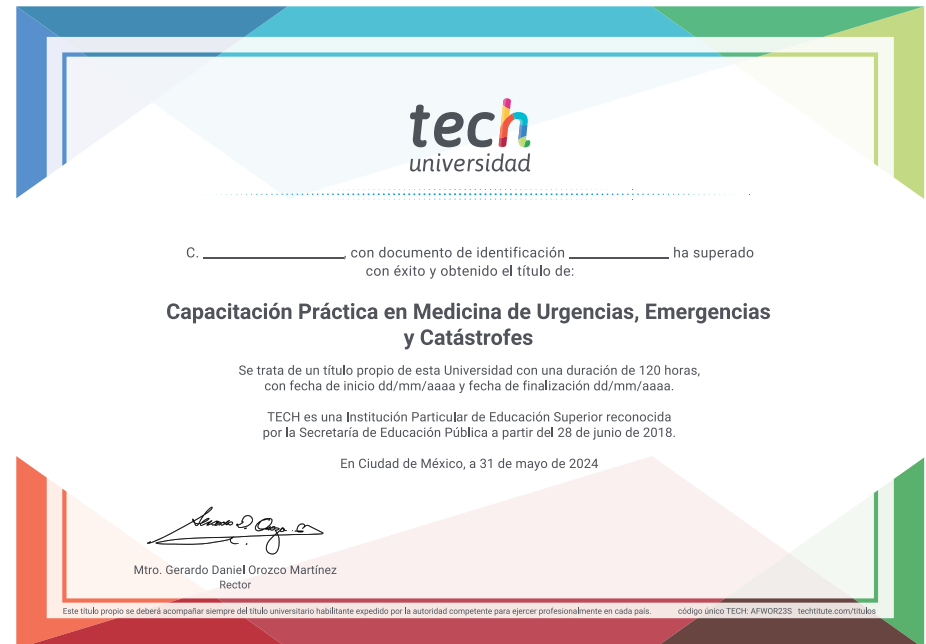 tech
universidad
C. ____________________, con documento de identificación ______________ ha superado
con éxito y obtenido el título de:
Capacitación Práctica en Medicina de Urgencias, Emergencias
y Catástrofes
Se trata de un título propio de esta Universidad con una duración de 120 horas,
con fecha de inicio dd/mm/aaaa y fecha de finalización dd/mm/aaaa.
TECH es una Institución Particular de Educación Superior reconocida
por la Secretaría de Educación Pública a partir del 28 de junio de 2018.
En Ciudad de México, a 31 de mayo de 2024
Mtro. Gerardo Daniel Orozco Martínez
Rector
Este título propio se deberá acompañar siempre del título universitario habilitante expedido por la autoridad competente para ejercer profesionalmente en cada país. código único TECH: AFWOR23S techtitute.com/titulos